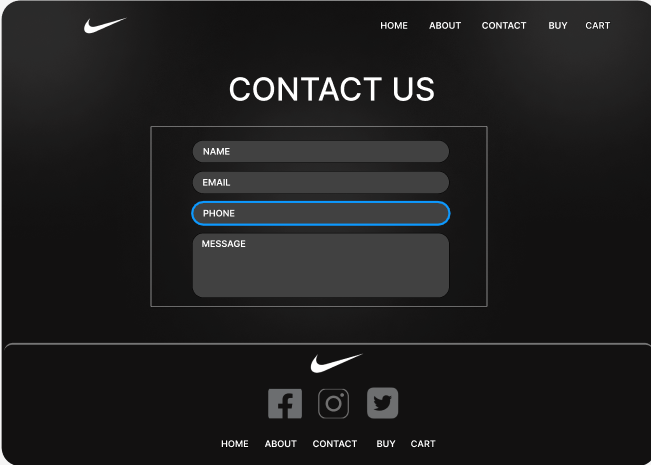 HOME ABOUT CONTACT BUY CART
CONTACT US
NAME
EMAIL
PHONE
MESSAGE
HOME ABOUT CONTACT BUY CART